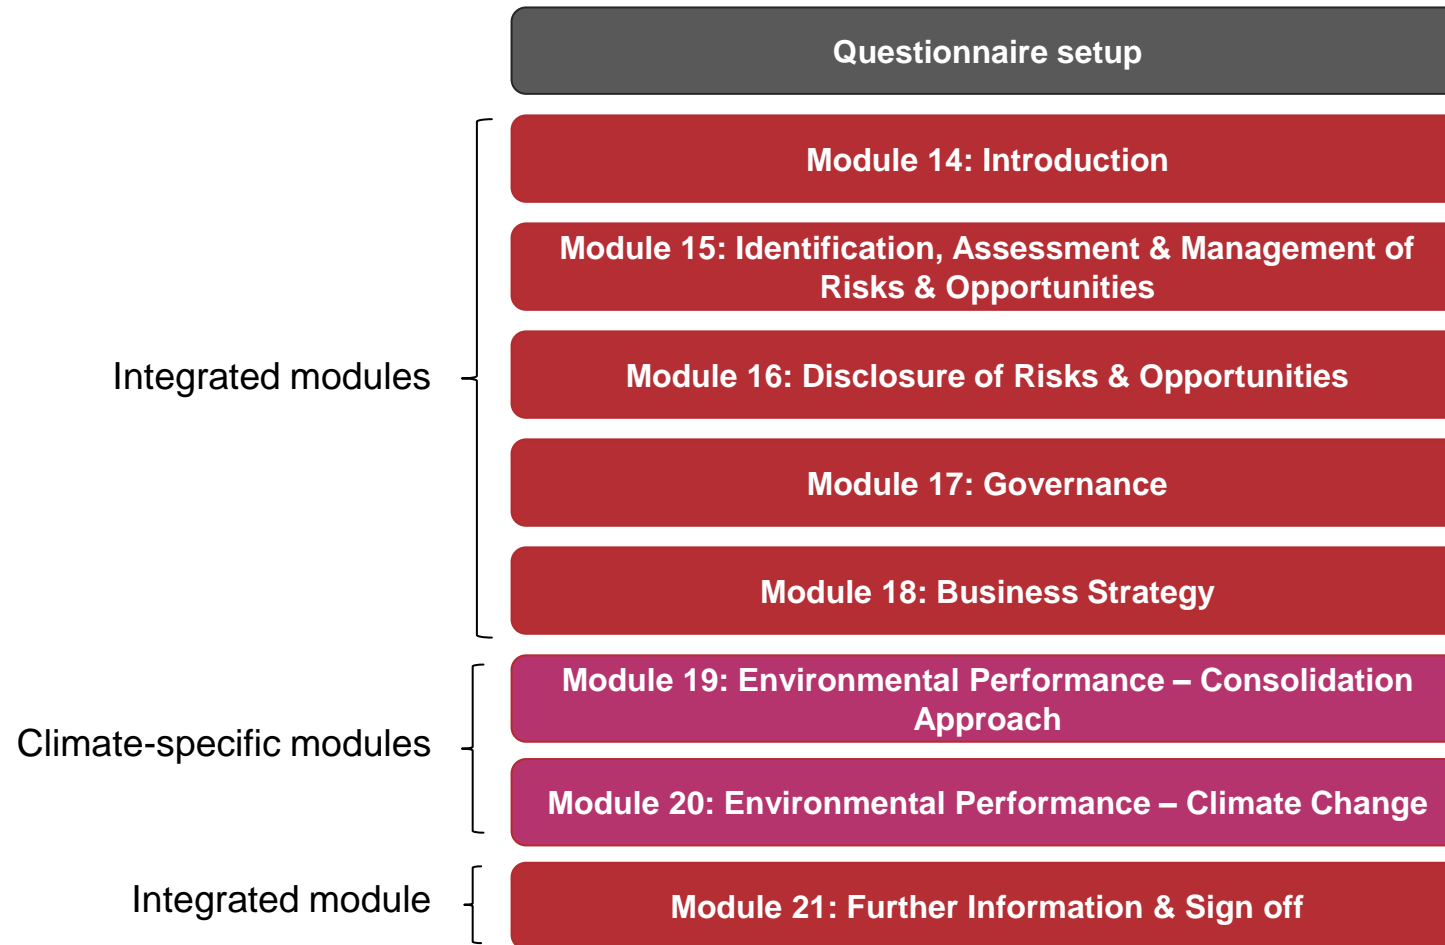 Questionnaire setup
Module 14: Introduction
Module 15: Identification, Assessment & Management of
Risks & Opportunities
Integrated modules
Module 16: Disclosure of Risks & Opportunities
Module 17: Governance
Module 18: Business Strategy
Module 19: Environmental Performance – Consolidation
Approach
Climate-specific modules
Module 20: Environmental Performance – Climate Change
Integrated module
Module 21: Further Information & Sign off